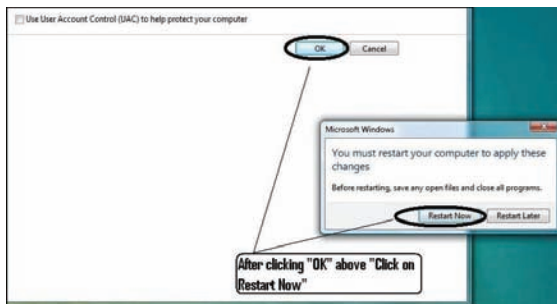 Use User Account Control (UAC) to help protect your computer
OK Cancel
Microsoft Windows
You must restart your computer to apply these
changes
Before restarting, save any open files and close all programs.
Restart Now Restart Later
After clicking "OK" above "Click on
Restart Now"